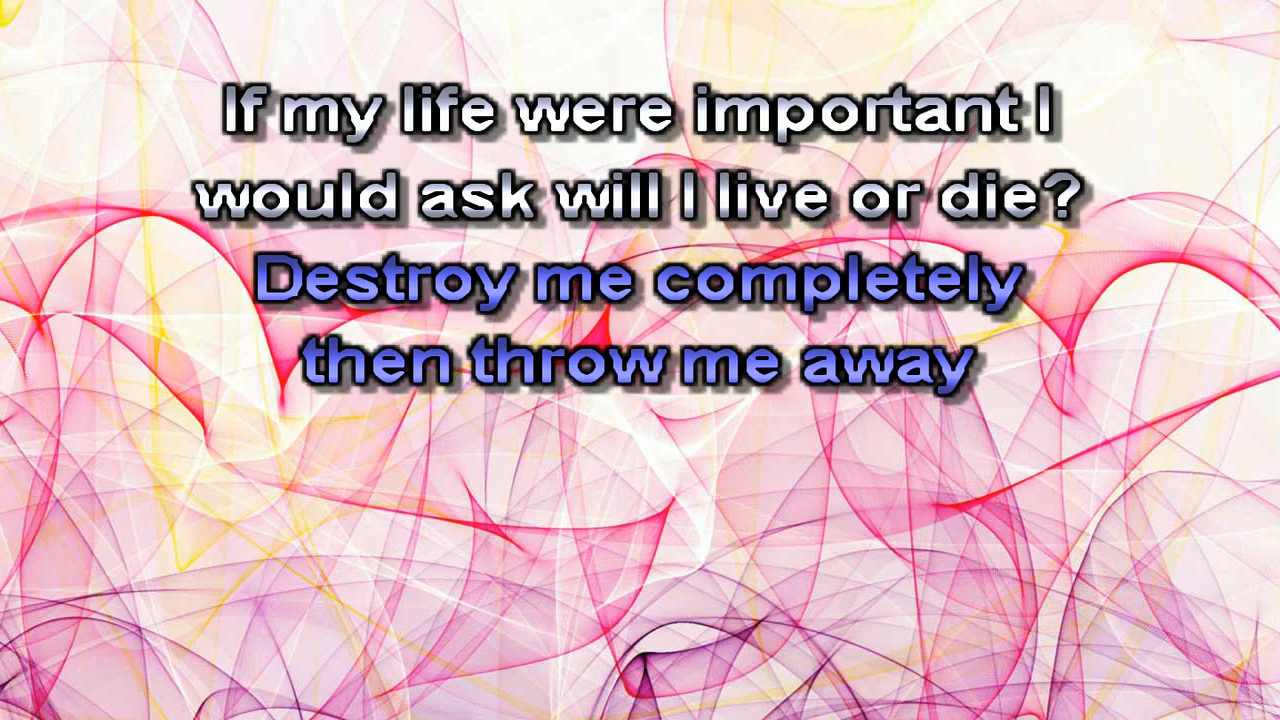 If my life were important I
would ask will I live or die?
Destroy me completely
then throw me away